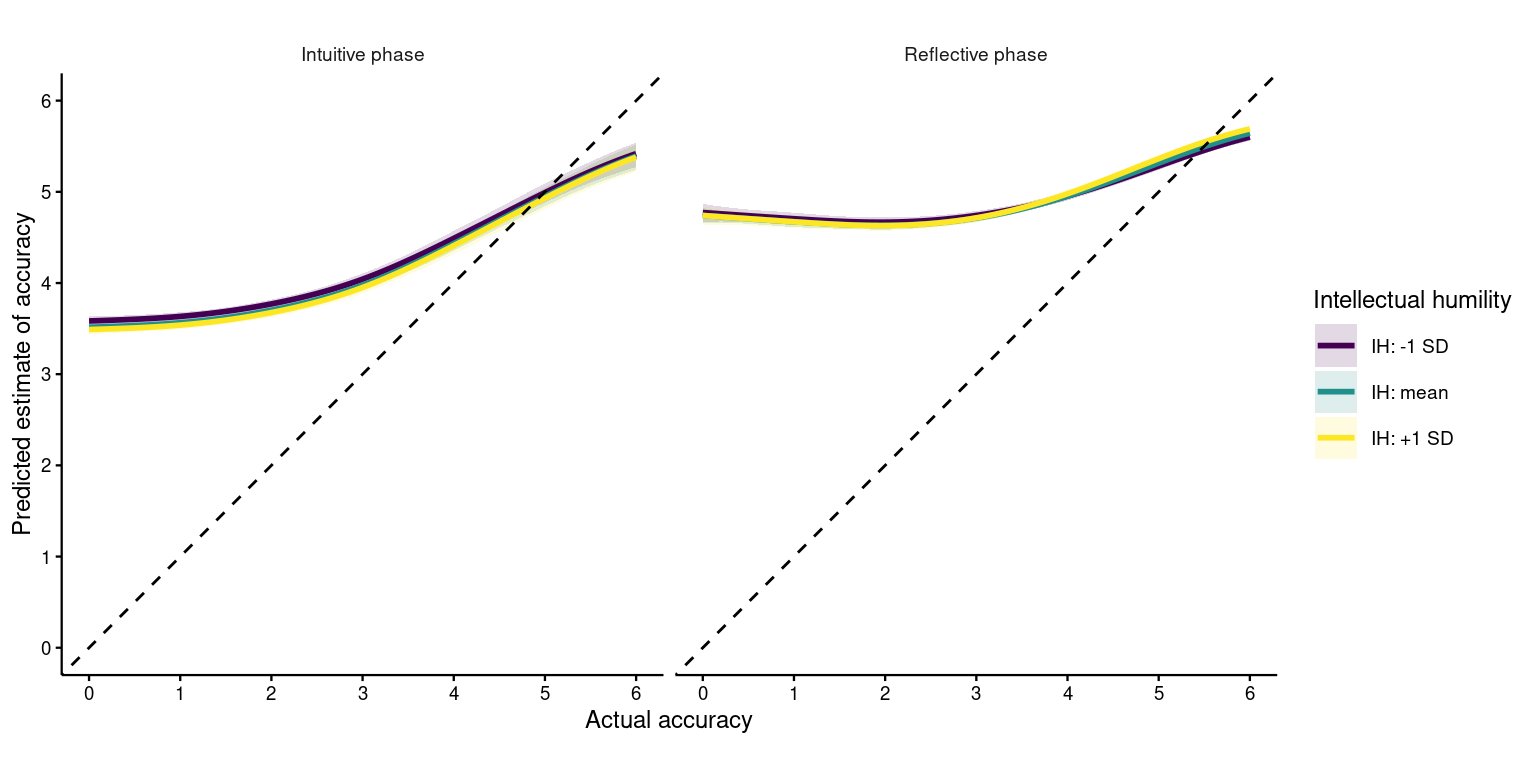 Intuitive phase
Reflective phase
6
5
4
3
2
1
0
Predicted estimate of accuracy
0 1 2 3 4 5 6
0 1 2 3 4 5 6
Actual accuracy
Intellectual humility
IH: -1 SD
IH: mean
IH: +1 SD